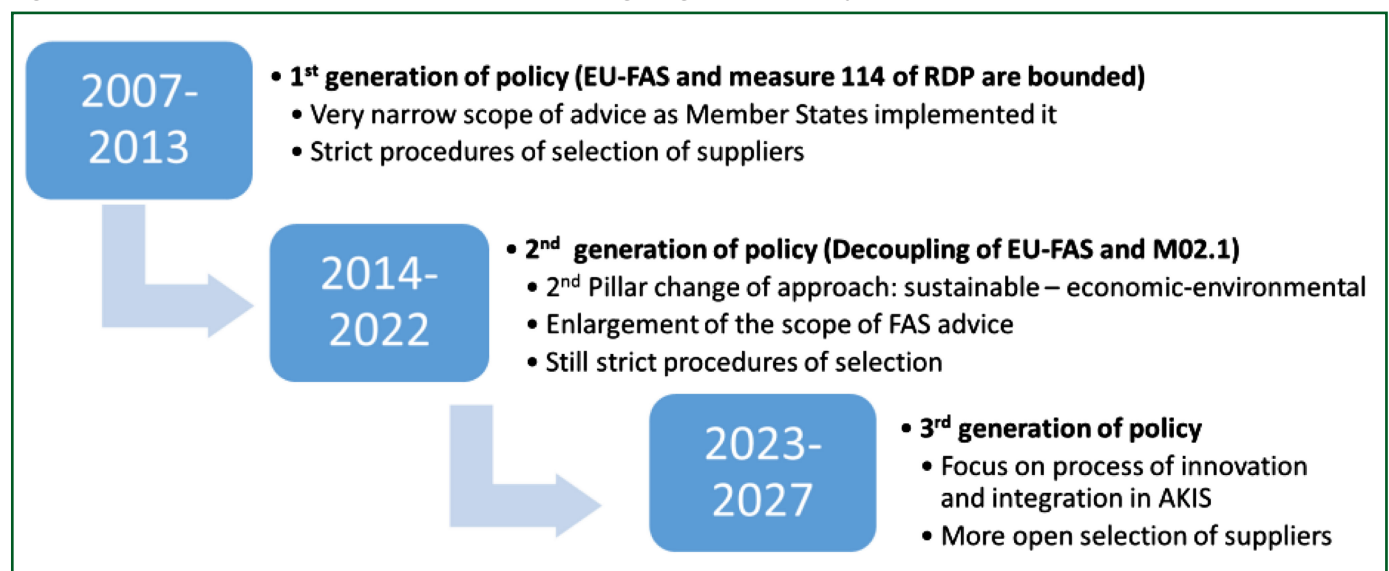 2007-
2013
• 1st generation of policy (EU-FAS and measure 114 of RDP are bounded)
• Very narrow scope of advice as Member States implemented it
• Strict procedures of selection of suppliers
2014-
2022
• 2nd generation of policy (Decoupling of EU-FAS and M02.1)
• 2nd Pillar change of approach: sustainable – economic-environmental
• Enlargement of the scope of FAS advice
• Still strict procedures of selection
2023-
2027
• 3rd generation of policy
• Focus on process of innovation
and integration in AKIS
• More open selection of suppliers